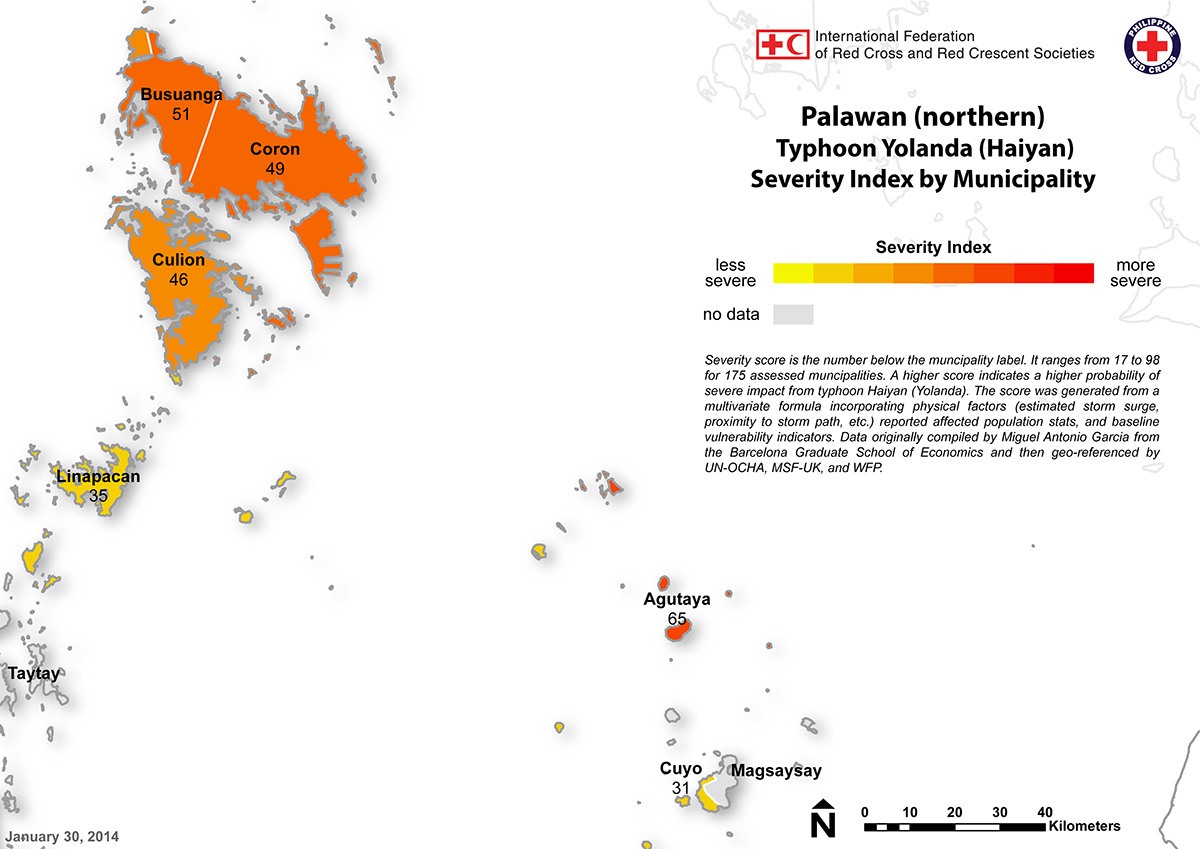 International Federation
of Red Cross and Red Crescent Societies
PHILIPPINE
RED CROSS
Palawan (northern)
Typhoon Yolanda (Haiyan)
Severity Index by Municipality
Severity Index
less
severe
more
severe
no data
Severity score is the number below the muncipality label. It ranges from 17 to 98
for 175 assessed muncipalities. A higher score indicates a higher probability of
severe impact from typhoon Haiyan (Yolanda). The score was generated from a
multivariate formula incorporating physical factors (estimated storm surge,
proximity to storm path, etc.) reported affected population stats, and baseline
vulnerability indicators. Data originally compiled by Miguel Antonio Garcia from
the Barcelona Graduate School of Economics and then geo-referenced by
UN-OCHA, MSF-UK, and WFP.
Busuanga
51
Coron
49
Culion
46
Linapacan
35
Taytay
Agutaya
65
Cuyo
31
Magsaysay
N
0 10 20 30 40
Kilometers
January 30, 2014